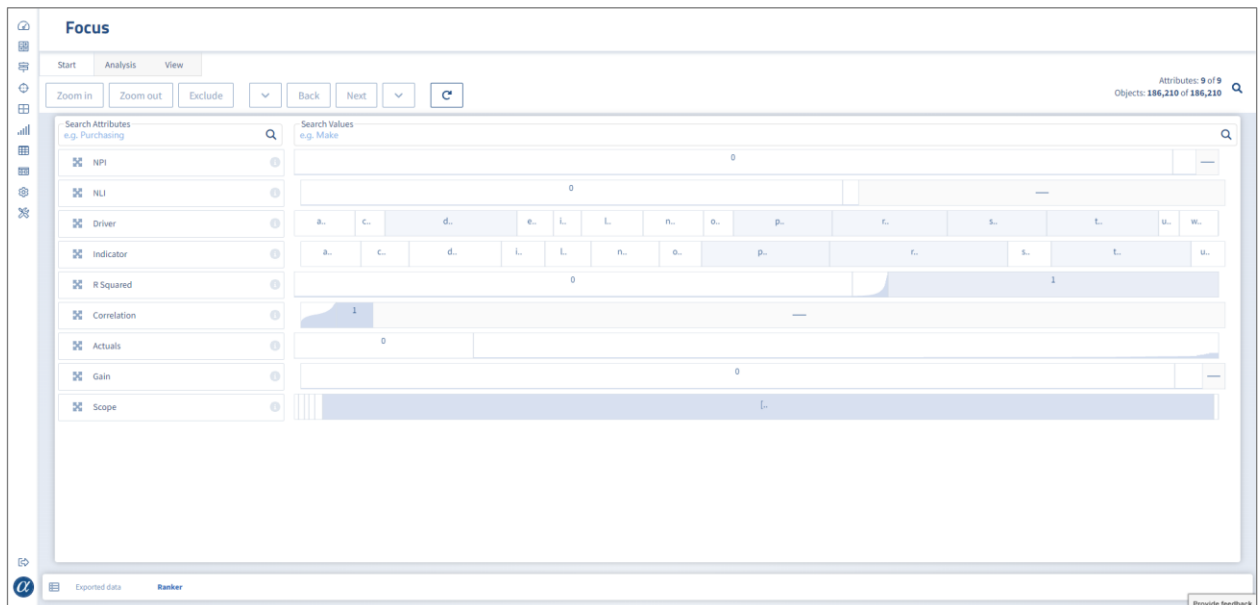 Focus
Start Analysis View
Zoom in Zoom out Exclude Back Next
Attributes: 9 of 9
Objects: 186,210 of 186,210
Search Attributes
e.g. Purchasing
Search Values
e.g. Make
NPI 0 —
NLI 0 —
Driver a.. c.. d.. e.. i.. l.. n.. o.. p.. r.. s.. t.. u.. w..
Indicator a.. c.. d.. i.. l.. n.. o.. p.. r.. s.. t.. u..
R Squared 0 1
Correlation 1 —
Actuals 0
Gain 0 —
Scope [..
α Exported data Ranker
Provide feedback